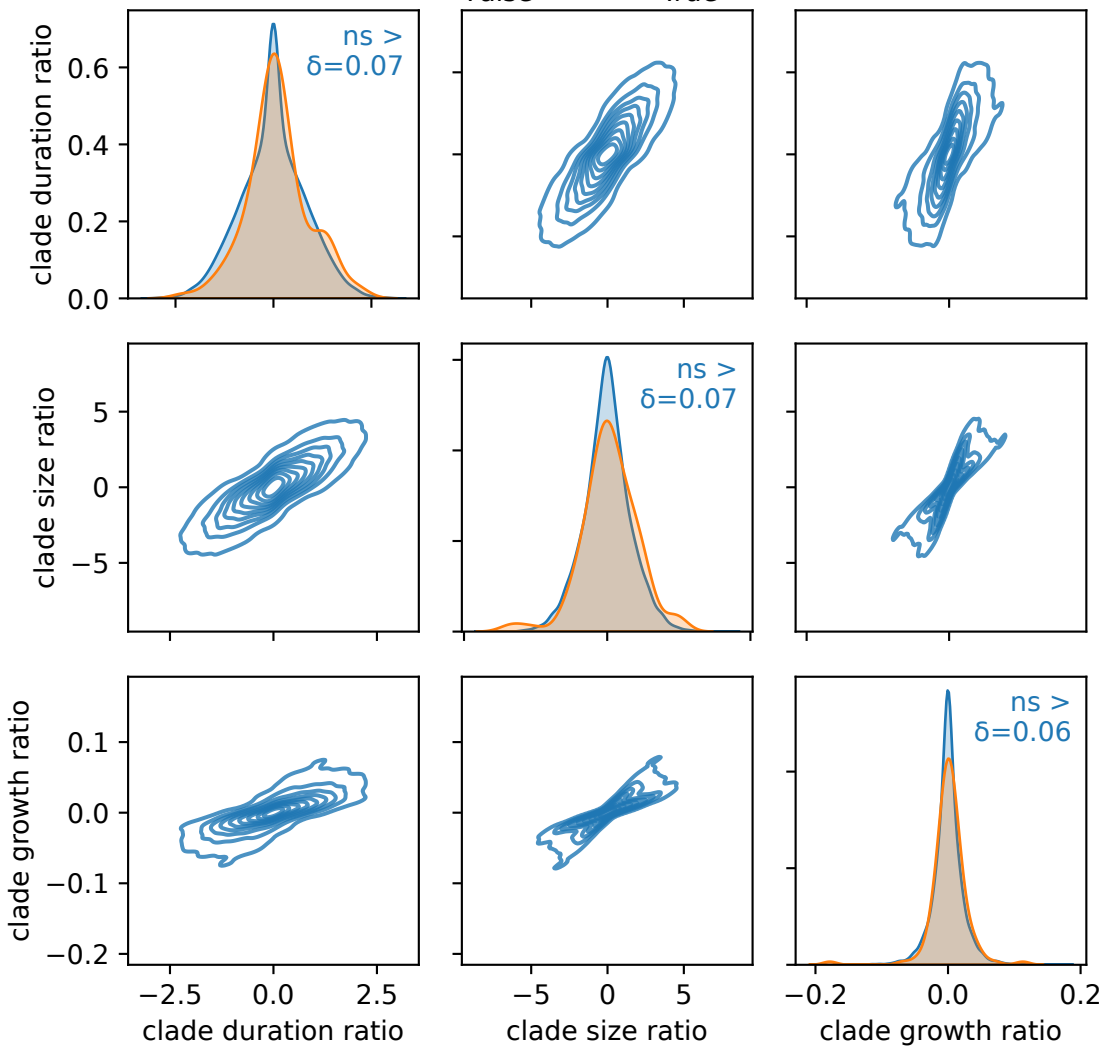 clade duration ratio
0.6
0.4
0.2
0.0
ns >
δ=0.07
True
clade size ratio
5
0
−5
ns >
δ=0.07
clade growth ratio
0.1
0.0
−0.1
−0.2
ns >
δ=0.06
−2.5
0.0
2.5
−5
0
5
−0.2
0.0
0.2
clade duration ratio
clade size ratio
clade growth ratio